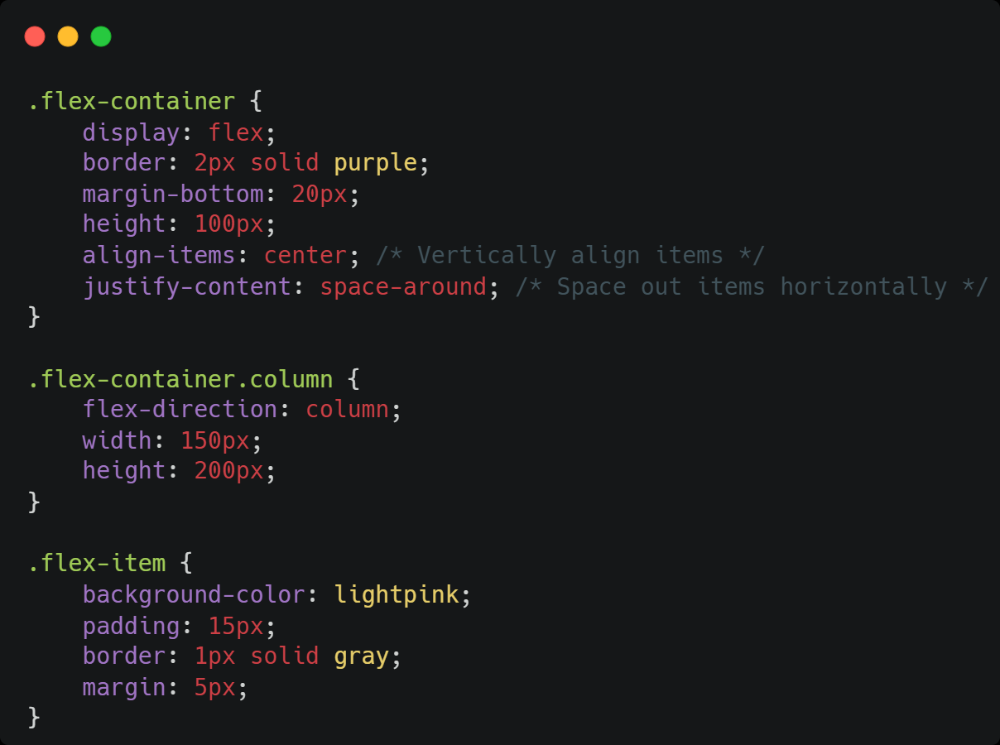 .flex-container {
    display: flex;
    border: 2px solid purple;
    margin-bottom: 20px;
    height: 100px;
    align-items: center; /* Vertically align items */
    justify-content: space-around; /* Space out items horizontally */
}

.flex-container.column {
    flex-direction: column;
    width: 150px;
    height: 200px;
}

.flex-item {
    background-color: lightpink;
    padding: 15px;
    border: 1px solid gray;
    margin: 5px;
}